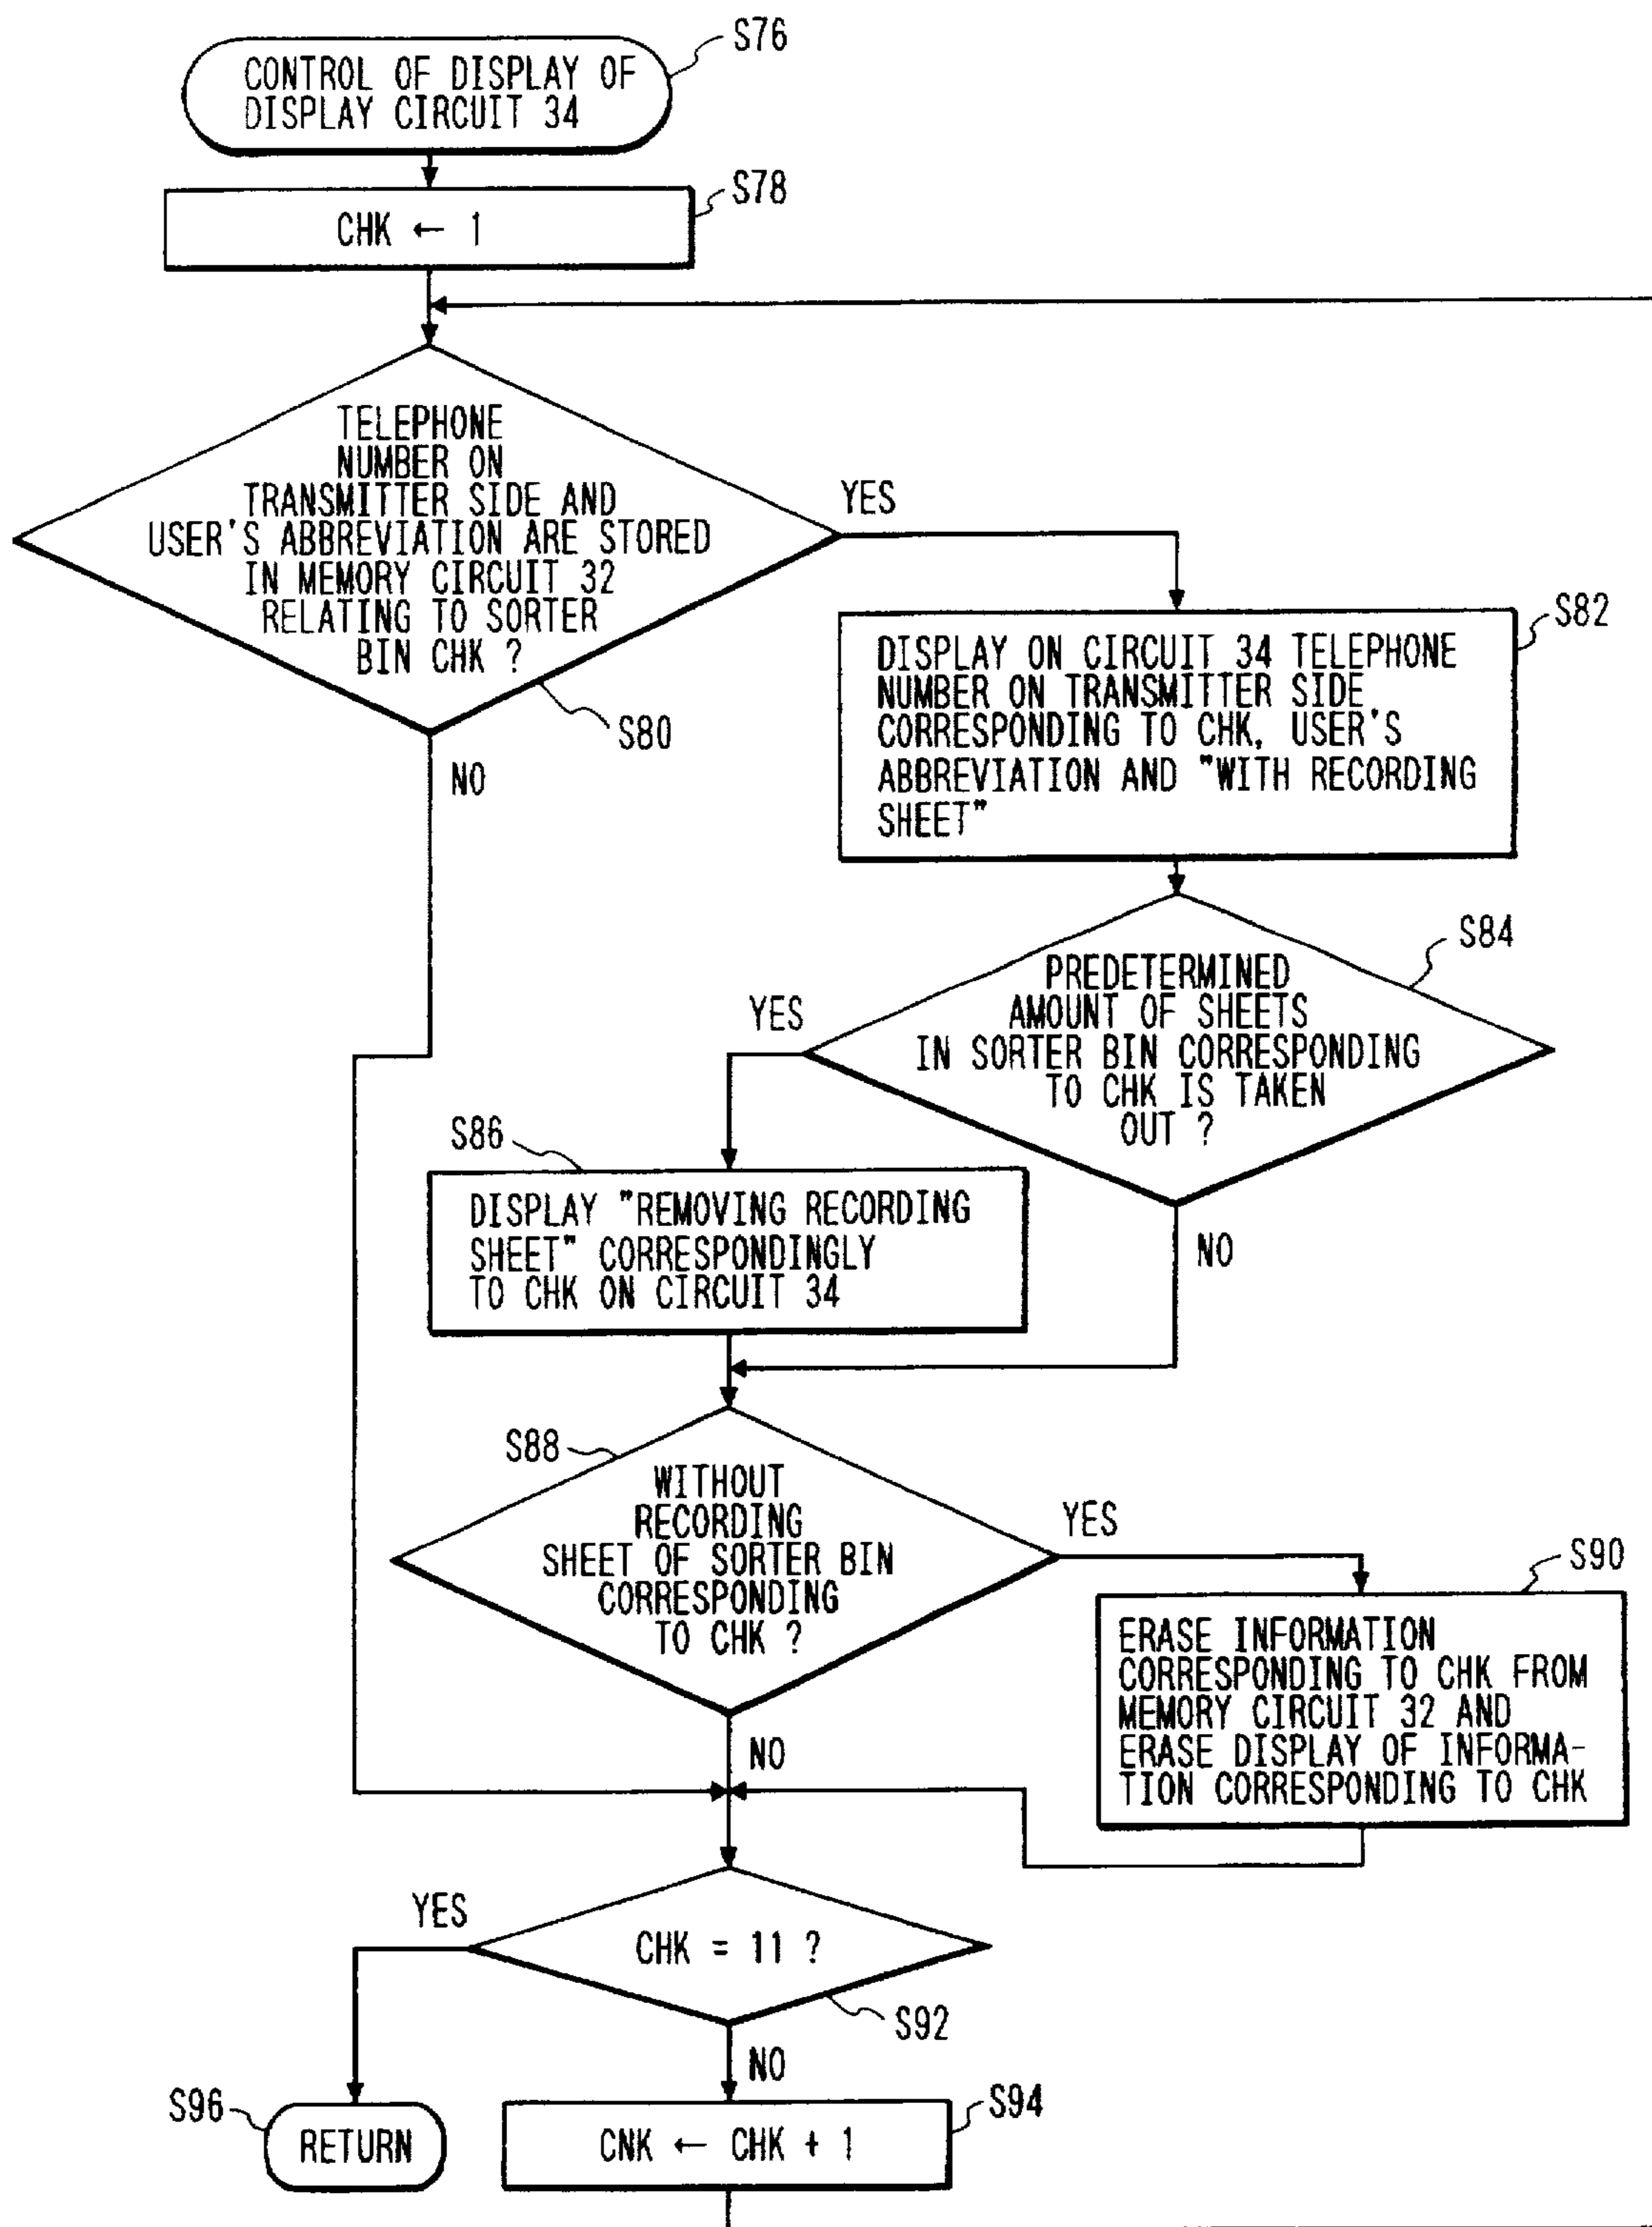 S76
CONTROL OF DISPLAY OF
DISPLAY CIRCUIT 34
S78
CHK ← 1
TELEPHONE
NUMBER ON
TRANSMITTER SIDE AND
USER'S ABBREVIATION ARE STORED
IN MEMORY CIRCUIT 32
RELATING TO SORTER
BIN CHK ?
YES
S80
NO
S82
DISPLAY ON CIRCUIT 34 TELEPHONE
NUMBER ON TRANSMITTER SIDE
CORRESPONDING TO CHK, USER'S
ABBREVIATION AND "WITH RECORDING
SHEET"
S84
PREDETERMINED
AMOUNT OF SHEETS
IN SORTER BIN CORRESPONDING
TO CHK IS TAKEN
OUT ?
YES
NO
S86
DISPLAY "REMOVING RECORDING
SHEET" CORRESPONDINGLY
TO CHK ON CIRCUIT 34
S88
WITHOUT
RECORDING
SHEET OF SORTER BIN
CORRESPONDING
TO CHK ?
YES
NO
S90
ERASE INFORMATION
CORRESPONDING TO CHK FROM
MEMORY CIRCUIT 32 AND
ERASE DISPLAY OF INFORMA-
TION CORRESPONDING TO CHK
CHK = 11 ?
YES
S92
NO
S96
RETURN
S94
CNK ← CHK + 1